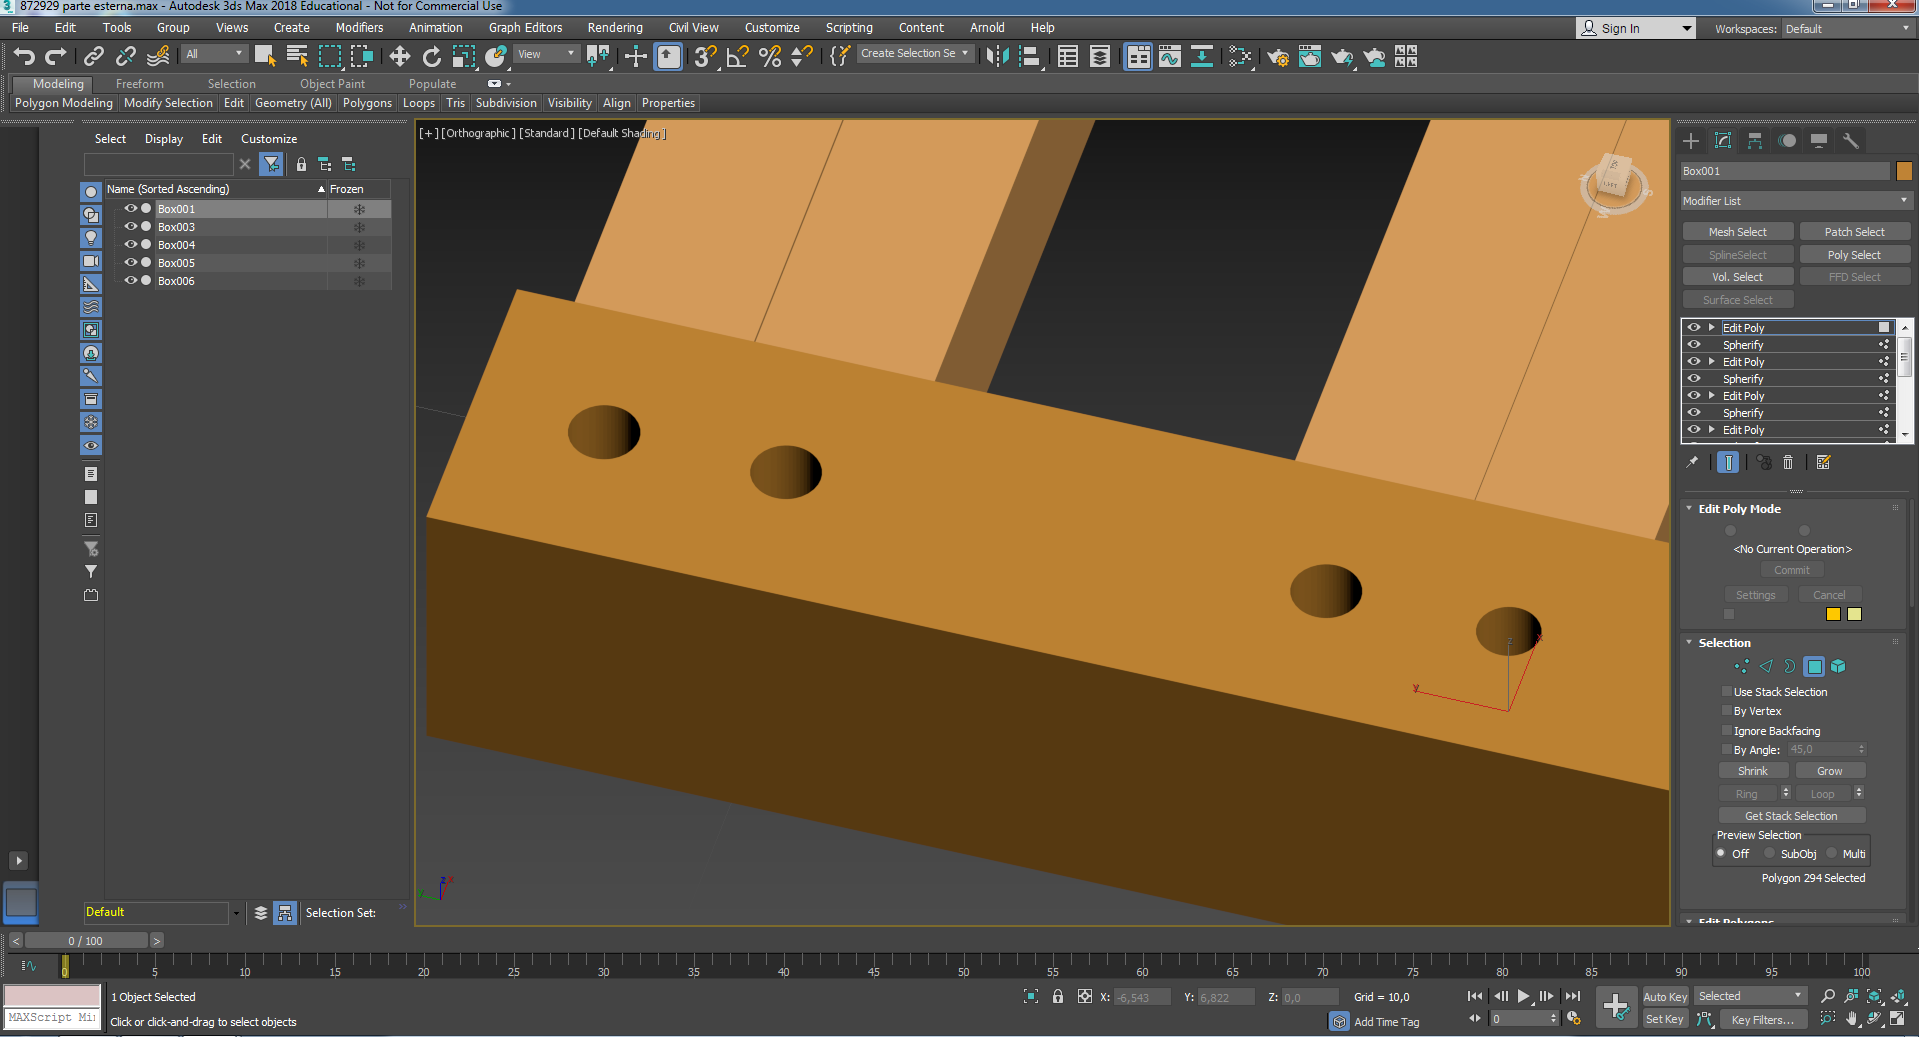 872929 parte esterna.max - Autodesk 3ds Max 2018 Educational - Not for Commercial Use
File Edit Tools Group Views Create Modifiers Animation Graph Editors Rendering Civil View Customize Scripting Content Arnold Help Sign In Workspaces: Default
All View Create Selection Se
Modeling Freeform Selection Object Paint Populate
Polygon Modeling Modify Selection Edit Geometry (All) Polygons Loops Tris Subdivision Visibility Align Properties
Select Display Edit Customize
Name (Sorted Ascending) Frozen
Box001
Box003
Box004
Box005
Box006
Default Selection Set:
[+] [Orthographic] [Standard] [Default Shading]
Z X Y
z x y
Box001
Modifier List
Mesh Select Patch Select
SplineSelect Poly Select
Vol. Select FFD Select
Surface Select
Edit Poly
Spherify
Edit Poly
Spherify
Edit Poly
Spherify
Edit Poly
Edit Poly Mode
<No Current Operation>
Commit
Settings Cancel
Selection
Use Stack Selection
By Vertex
Ignore Backfacing
By Angle: 45,0
Shrink Grow
Ring Loop
Get Stack Selection
Preview Selection
Off SubObj Multi
Polygon 294 Selected
Edit Polygons
< 0 / 100 >
0 5 10 15 20 25 30 35 40 45 50 55 60 65 70 75 80 85 90 95 100
1 Object Selected X: -6,543 Y: 6,822 Z: 0,0 Grid = 10,0 Auto Key Selected
MAXScript Mi Click or click-and-drag to select objects Add Time Tag 0 Set Key Key Filters...